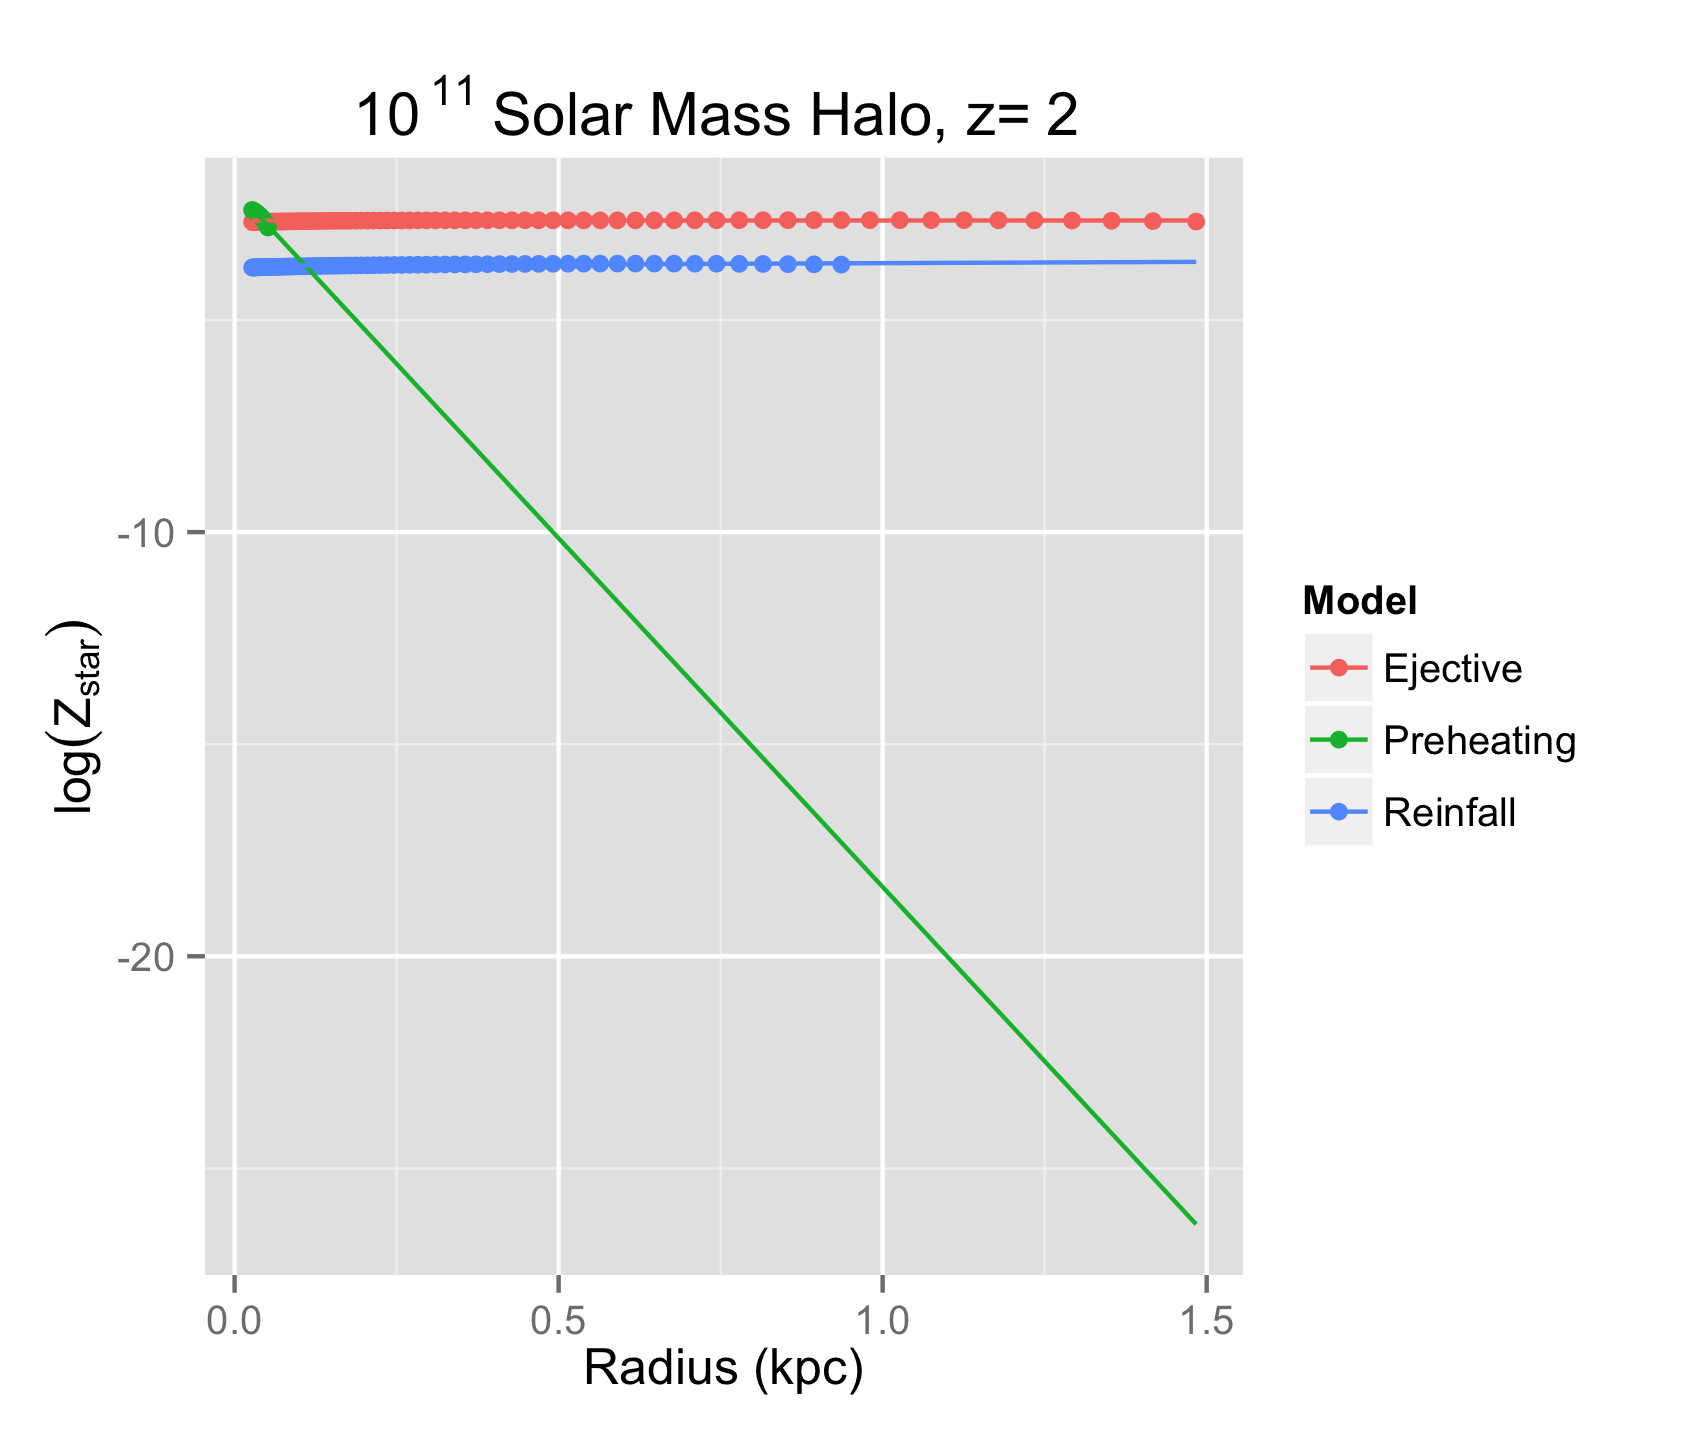 10 11 Solar Mass Halo, z= 2
log(Zstar)
-10
-20
0.0 0.5 1.0 1.5
Radius (kpc)
Model
Ejective
Preheating
Reinfall